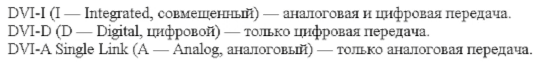 DVI-I (I — Integrated, совмещенный) — аналоговая и цифровая передача.
DVI-D (D — Digital, цифровой) — только цифровая передача.
DVI-A Single Link (A — Analog, аналоговый) — только аналоговая передача.